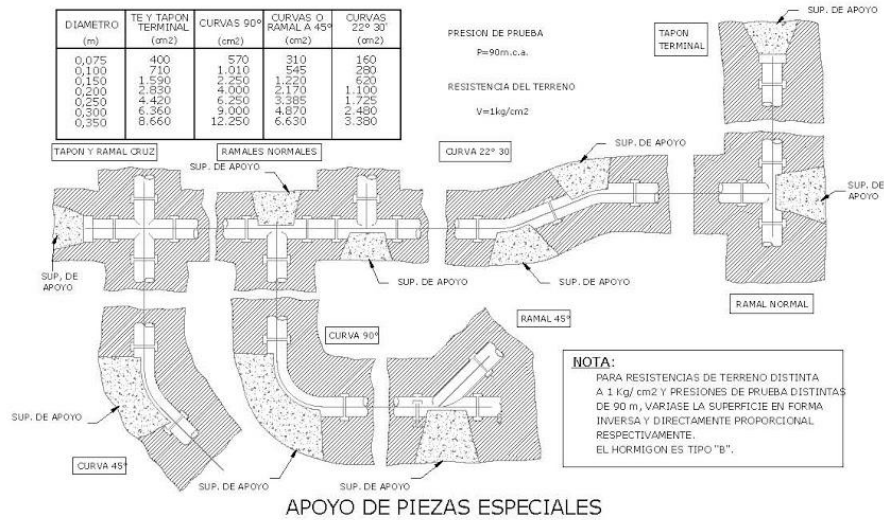 DIAMETRO (m) TE Y TAPON TERMINAL (cm2) CURVAS 90° (cm2) CURVAS O RAMAL A 45° (cm2) CURVAS 22° 30' (cm2)
0,075 400 570 310 160
0,100 710 1.010 545 280
0,150 1.590 2.250 1.220 620
0,200 2.830 4.000 2.170 1.100
0,250 4.420 6.250 3.385 1.725
0,300 6.360 9.000 4.870 2.480
0,350 8.660 12.250 6.630 3.380
PRESION DE PRUEBA
P=90m.c.a.
RESISTENCIA DEL TERRENO
V=1kg/cm2
SUP. DE APOYO
TAPON
TERMINAL
TAPON Y RAMAL CRUZ
RAMALES NORMALES
SUP. DE APOYO
CURVA 22° 30
SUP. DE APOYO
SUP. DE
APOYO
SUP. DE
APOYO
SUP. DE APOYO
SUP. DE APOYO
RAMAL NORMAL
CURVA 90°
RAMAL 45°
SUP. DE APOYO
CURVA 45°
SUP. DE APOYO
SUP. DE APOYO
NOTA:
PARA RESISTENCIAS DE TERRENO DISTINTA
A 1 Kg/ cm2 Y PRESIONES DE PRUEBA DISTINTAS
DE 90 m, VARIASE LA SUPERFICIE EN FORMA
INVERSA Y DIRECTAMENTE PROPORCIONAL
RESPECTIVAMENTE.
EL HORMIGON ES TIPO "B".
APOYO DE PIEZAS ESPECIALES